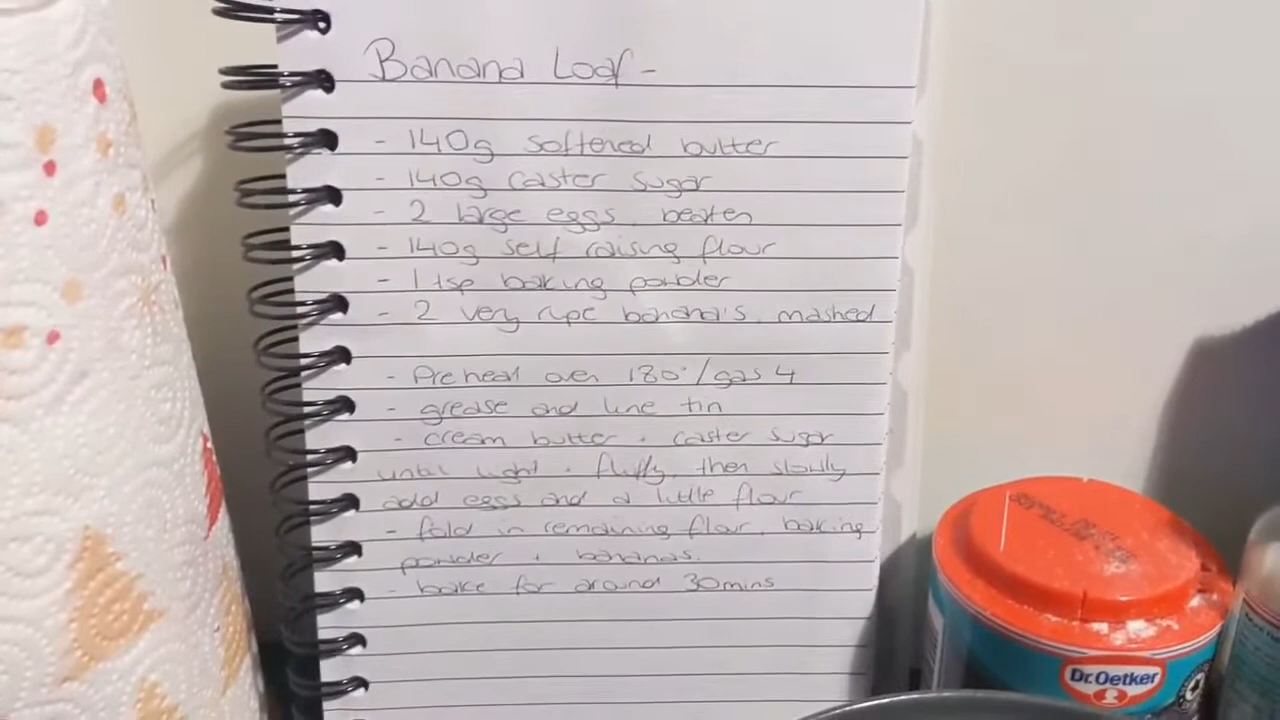 Banana Loaf -
- 140g softened butter
- 140g caster sugar
- 2 large eggs, beaten
- 140g self raising flour
- 1 tsp baking powder
- 2 very ripe banana's, mashed
- Preheat oven 180°/gas 4
- grease and line tin
- cream butter + caster sugar
until light + fluffy, then slowly
add eggs and a little flour
- fold in remaining flour, baking
powder + bananas.
- bake for around 30mins
Dr. Oetker